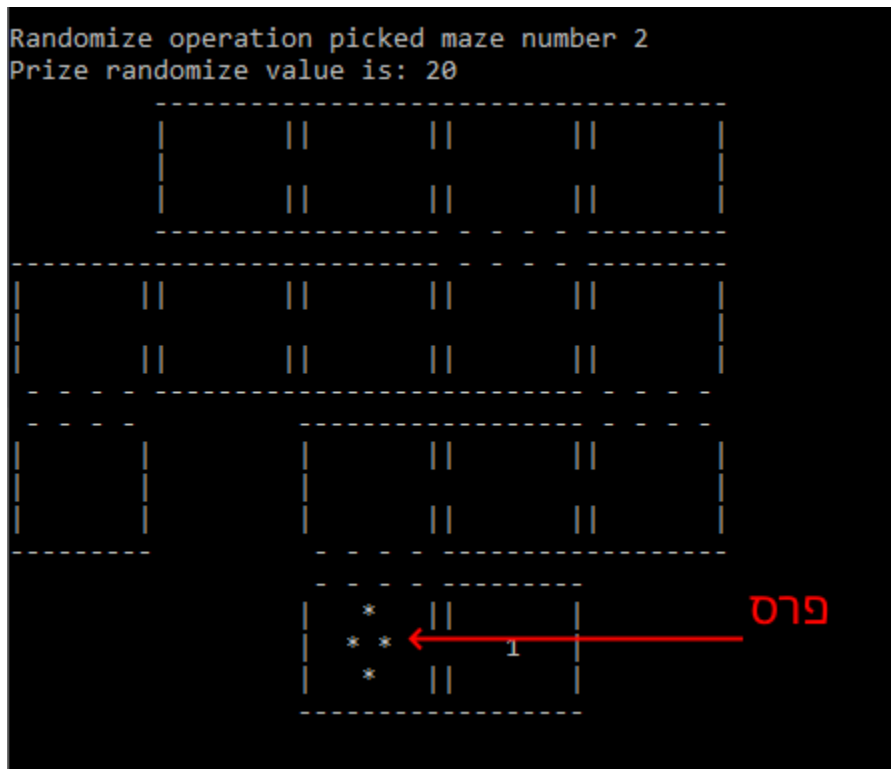 Randomize operation picked maze number 2
Prize randomize value is: 20
פרס
1